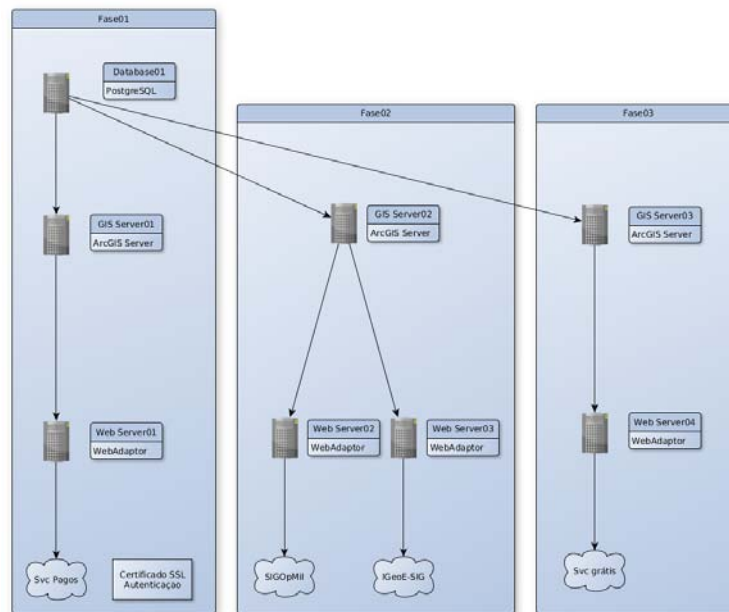 Fase01
Database01
PostgreSQL
GIS Server01
ArcGIS Server
Web Server01
WebAdaptor
Svc Pagos
Certificado SSL
Autenticaçao
Fase02
GIS Server02
ArcGIS Server
Web Server02
WebAdaptor
Web Server03
WebAdaptor
SIGOpMil
IGeoE-SIG
Fase03
GIS Server03
ArcGIS Server
Web Server04
WebAdaptor
Svc grátis